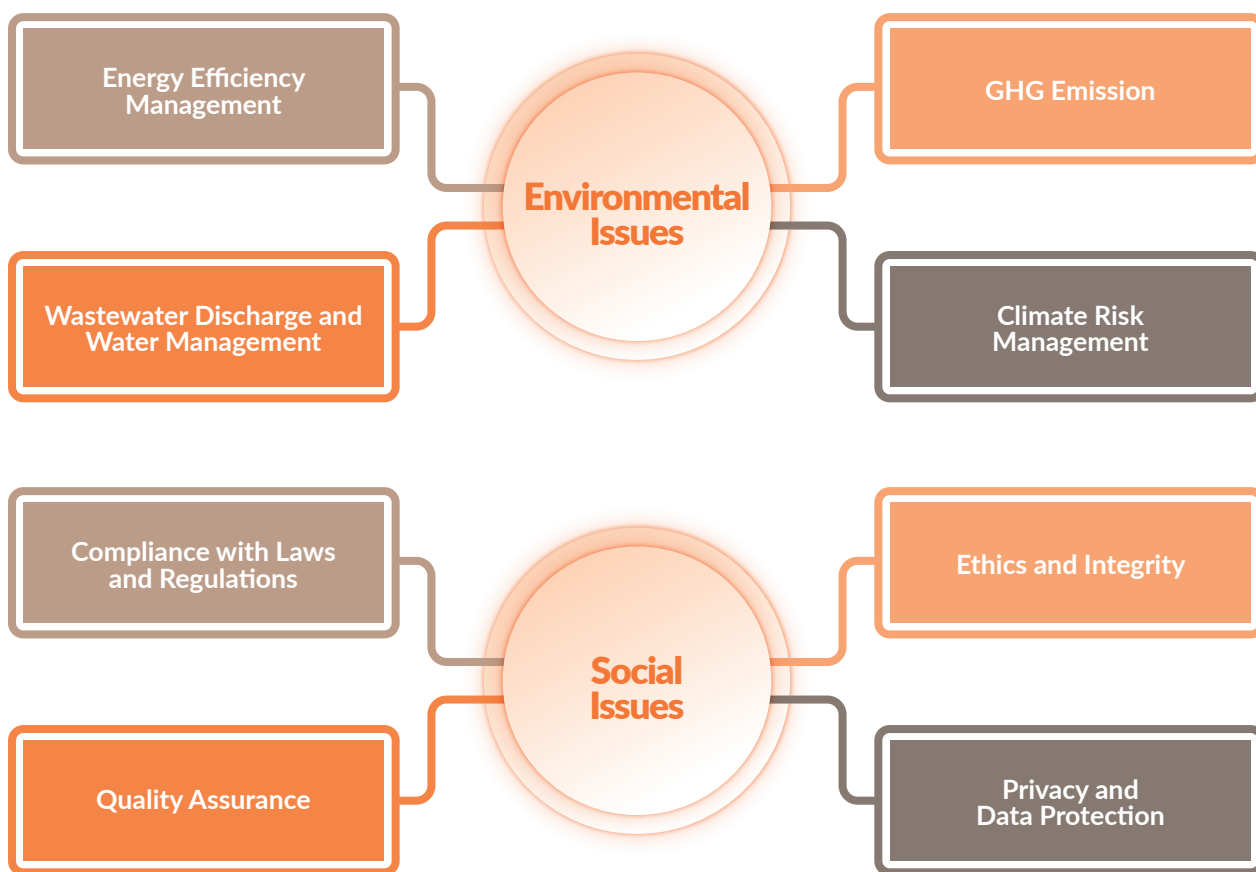 Energy Efficiency
Management
GHG Emission
Environmental
Issues
Wastewater Discharge and
Water Management
Climate Risk
Management
Compliance with Laws
and Regulations
Ethics and Integrity
Social
Issues
Quality Assurance
Privacy and
Data Protection